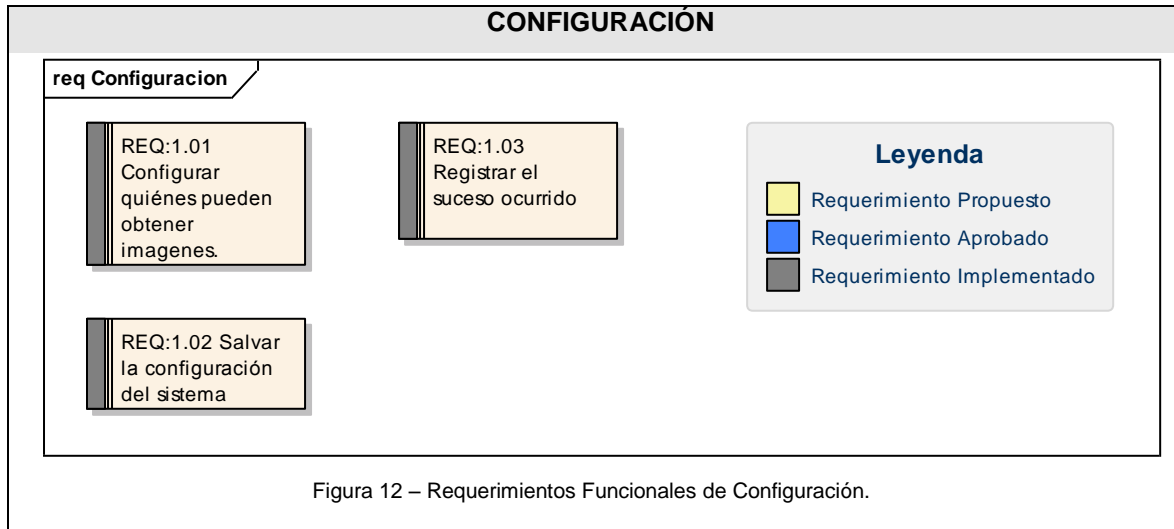 CONFIGURACIÓN
req Configuracion
REQ:1.01
Configurar
quiénes pueden
obtener
imagenes.
REQ:1.03
Registrar el
suceso ocurrido
REQ:1.02 Salvar
la configuración
del sistema
Leyenda
Requerimiento Propuesto
Requerimiento Aprobado
Requerimiento Implementado
Figura 12 – Requerimientos Funcionales de Configuración.